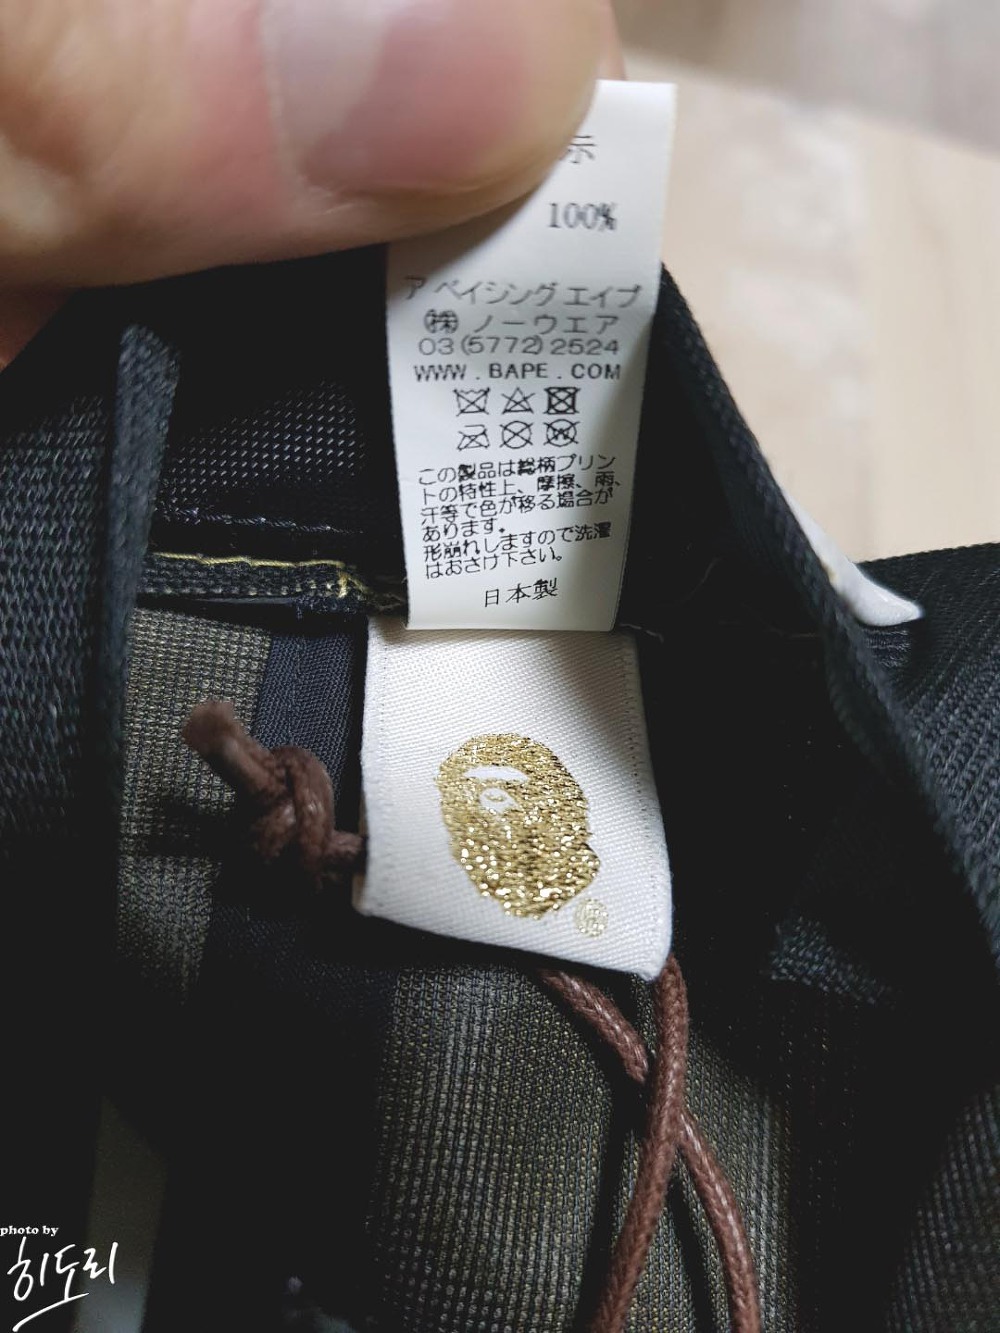 示
100%
ア ベイシング エイプ
㈱ ノーウエア
03(5772)2524
WWW.BAPE.COM
この製品は総柄プリン
トの特性上、摩擦、雨、
汗等で色が移る場合が
あります。
形崩れしますので洗濯
はおさけ下さい。
日本製
®
photo by
히도리